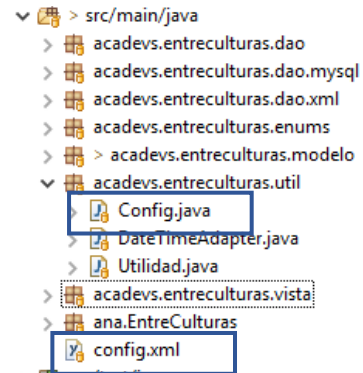 > src/main/java
acadevs.entreculturas.dao
acadevs.entreculturas.dao.mysql
acadevs.entreculturas.dao.xml
acadevs.entreculturas.enums
> acadevs.entreculturas.modelo
acadevs.entreculturas.util
Config.java
DateTimeAdapter.java
Utilidad.java
acadevs.entreculturas.vista
ana.EntreCulturas
config.xml